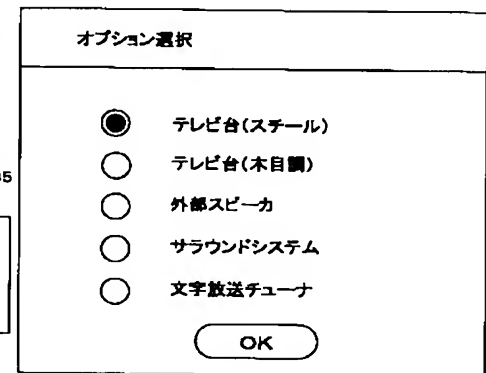 オプション選択
テレビ台(スチール)
テレビ台(木目調)
外部スピーカ
サラウンドシステム
文字放送チューナ
OK